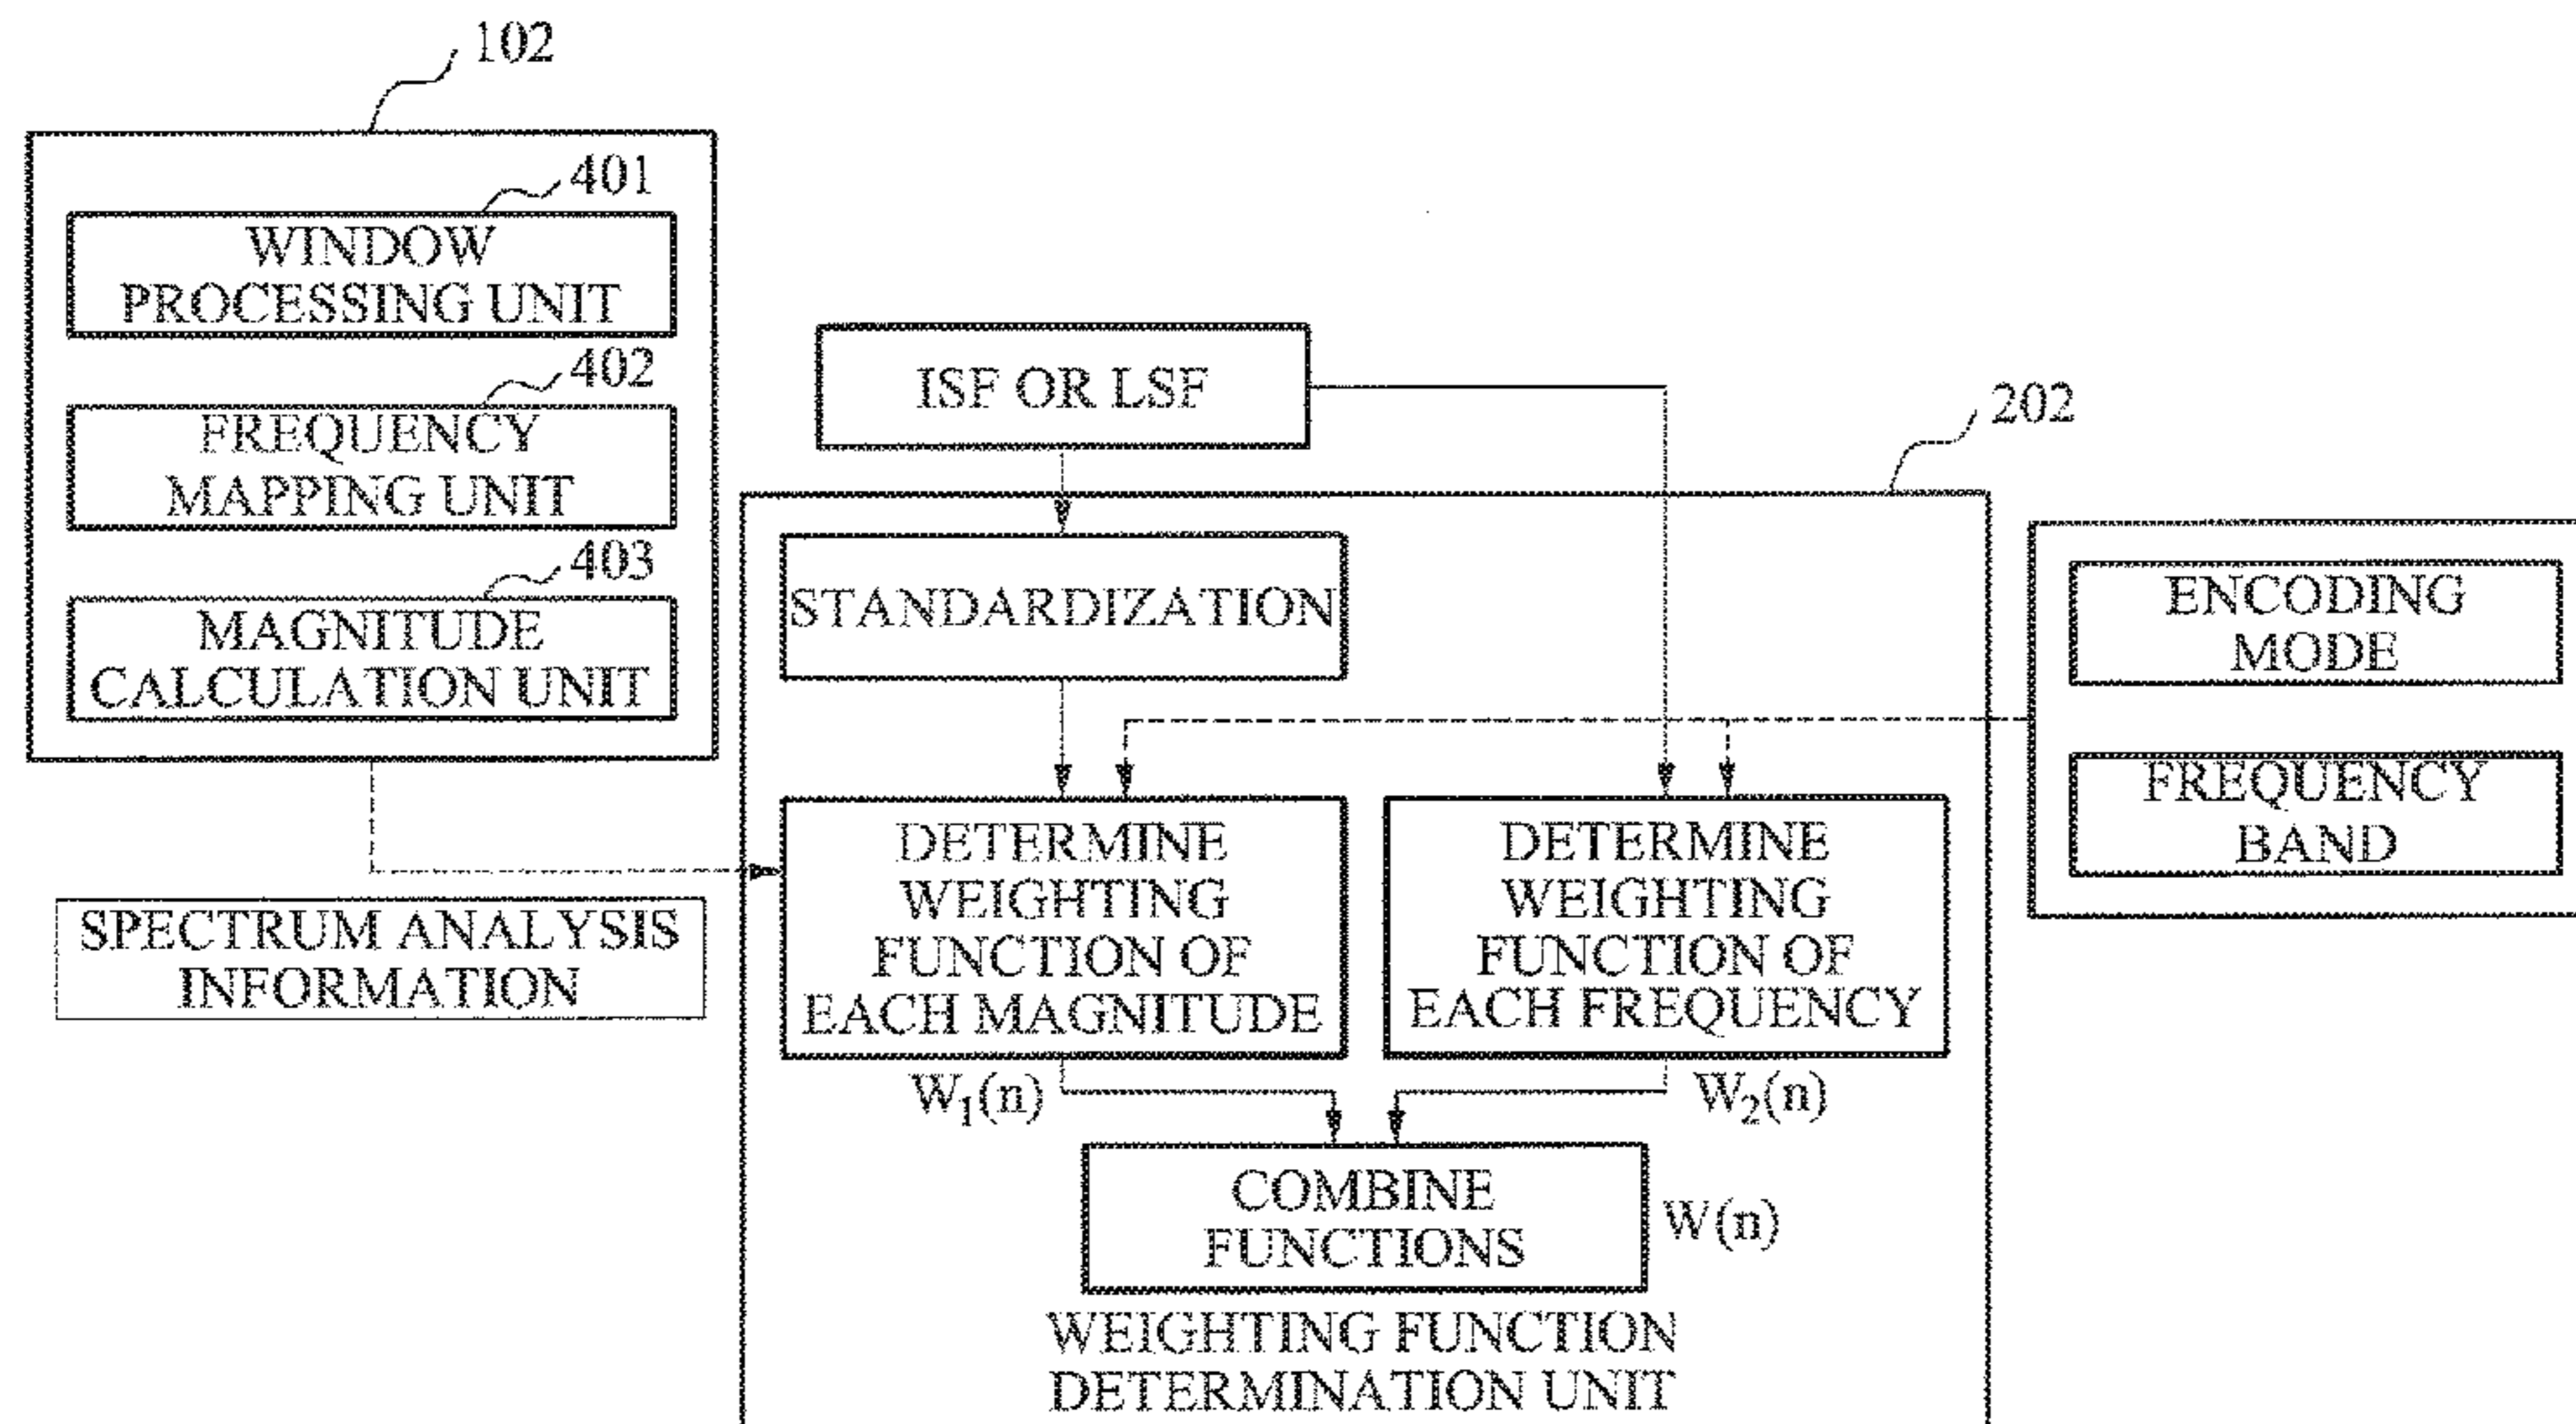 102
401
WINDOW
PROCESSING UNIT
402
FREQUENCY
MAPPING UNIT
403
MAGNITUDE
CALCULATION UNIT
SPECTRUM ANALYSIS
INFORMATION
ISF OR LSF
202
STANDARDIZATION
ENCODING
MODE
FREQUENCY
BAND
DETERMINE
WEIGHTING
FUNCTION OF
EACH MAGNITUDE
DETERMINE
WEIGHTING
FUNCTION OF
EACH FREQUENCY
W₁(n)
W₂(n)
COMBINE
FUNCTIONS
W(n)
WEIGHTING FUNCTION
DETERMINATION UNIT